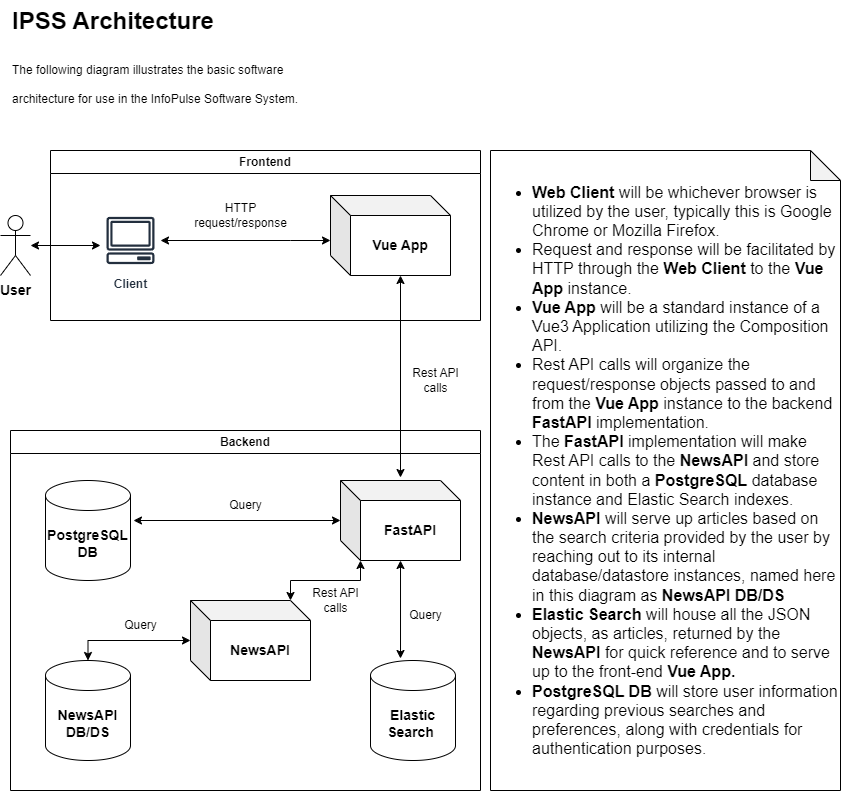 IPSS Architecture
The following diagram illustrates the basic software
architecture for use in the InfoPulse Software System.
Frontend
HTTP
request/response
Vue App
Client
User
Rest API
calls
Backend
PostgreSQL
DB
Query
FastAPI
Rest API
calls
Query
Query
NewsAPI
NewsAPI
DB/DS
Elastic
Search
• Web Client will be whichever browser is
utilized by the user, typically this is Google
Chrome or Mozilla Firefox.
• Request and response will be facilitated by
HTTP through the Web Client to the Vue
App instance.
• Vue App will be a standard instance of a
Vue3 Application utilizing the Composition
API.
• Rest API calls will organize the
request/response objects passed to and
from the Vue App instance to the backend
FastAPI implementation.
• The FastAPI implementation will make
Rest API calls to the NewsAPI and store
content in both a PostgreSQL database
instance and Elastic Search indexes.
• NewsAPI will serve up articles based on
the search criteria provided by the user by
reaching out to its internal
database/datastore instances, named here
in this diagram as NewsAPI DB/DS
• Elastic Search will house all the JSON
objects, as articles, returned by the
NewsAPI for quick reference and to serve
up to the front-end Vue App.
• PostgreSQL DB will store user information
regarding previous searches and
preferences, along with credentials for
authentication purposes.